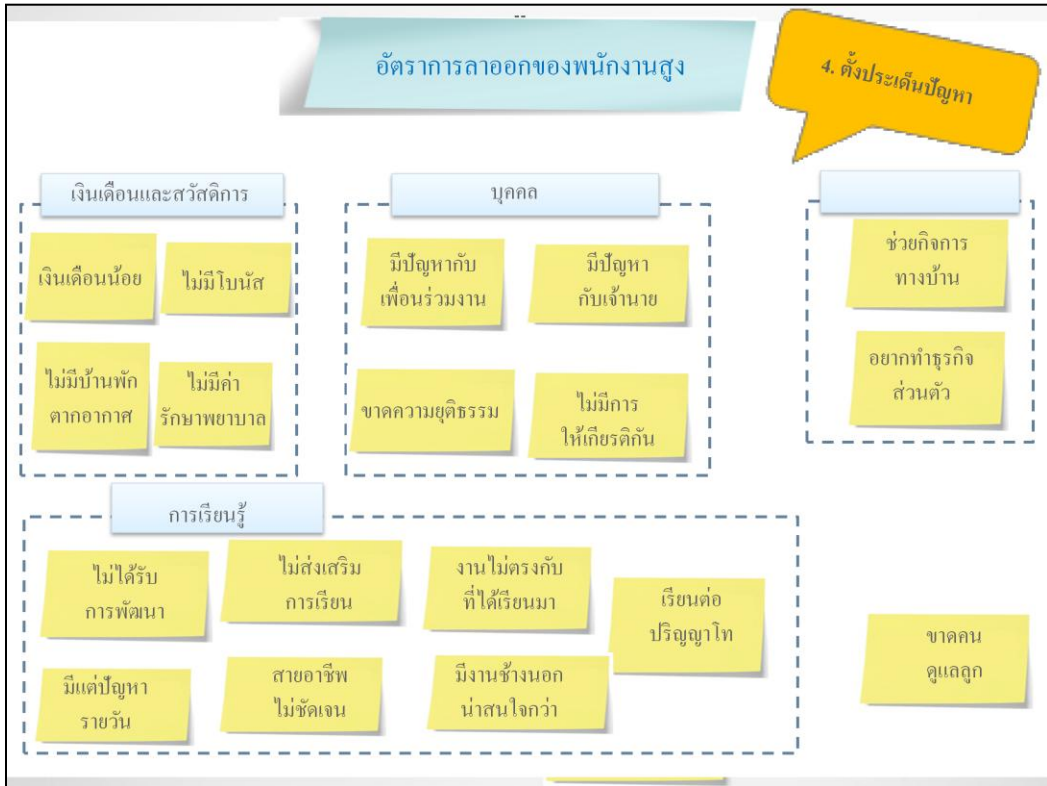 อัตราการลาออกของพนักงานสูง
4. ตั้งประเด็นปัญหา
เงินเดือนและสวัสดิการ
เงินเดือนน้อย
ไม่มีโบนัส
ไม่มีบ้านพัก
ตากอากาศ
ไม่มีค่า
รักษาพยาบาล
บุคคล
มีปัญหากับ
เพื่อนร่วมงาน
มีปัญหา
กับเจ้านาย
ขาดความยุติธรรม
ไม่มีการ
ให้เกียรติกัน
ช่วยกิจการ
ทางบ้าน
อยากทำธุรกิจ
ส่วนตัว
การเรียนรู้
ไม่ได้รับ
การพัฒนา
ไม่ส่งเสริม
การเรียน
งานไม่ตรงกับ
ที่ได้เรียนมา
เรียนต่อ
ปริญญาโท
มีแต่ปัญหา
รายวัน
สายอาชีพ
ไม่ชัดเจน
มีงานข้างนอก
น่าสนใจกว่า
ขาดคน
ดูแลลูก